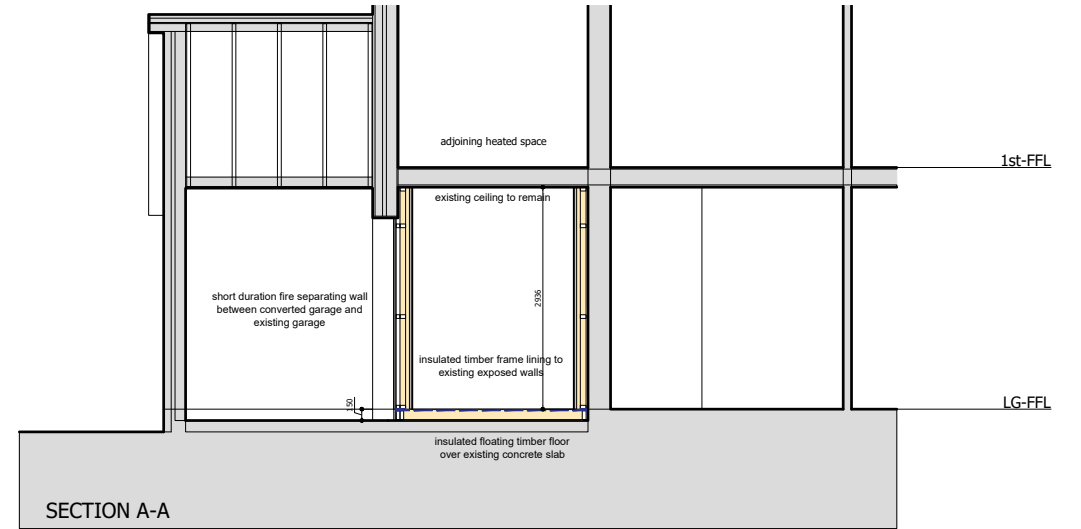 adjoining heated space
1st-FFL
existing ceiling to remain
short duration fire separating wall
between converted garage and
existing garage
2936
insulated timber frame lining to
existing exposed walls
150
LG-FFL
insulated floating timber floor
over existing concrete slab
SECTION A-A